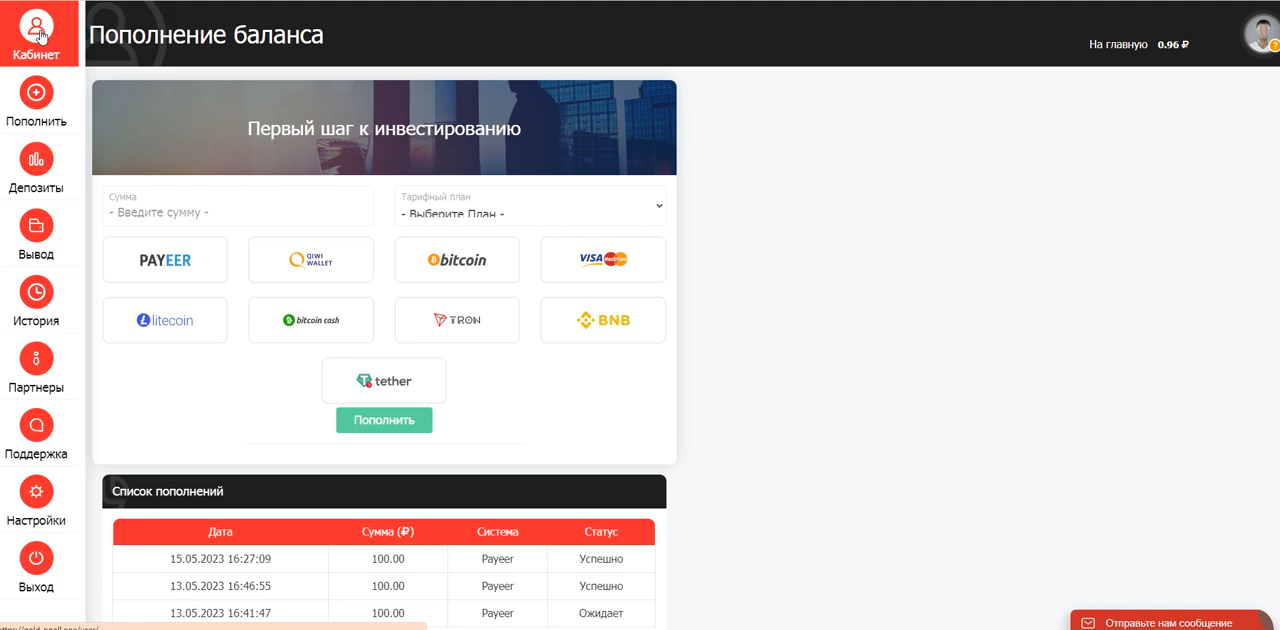 Кабинет
Пополнить
Депозиты
Вывод
История
Партнеры
Поддержка
Настройки
Выход
Пополнение баланса
На главную 0.96 ₽
Первый шаг к инвестированию
Сумма
- Введите сумму -
Тарифный план
- Выберите План -
PAYEER
QIWI WALLET
bitcoin
VISA MasterCard
litecoin
bitcoin cash
TRON
BNB
tether
Пополнить
Список пополнений
Дата Сумма (₽) Система Статус
15.05.2023 16:27:09 100.00 Payeer Успешно
13.05.2023 16:46:55 100.00 Payeer Успешно
13.05.2023 16:41:47 100.00 Payeer Ожидает
Отправьте нам сообщение